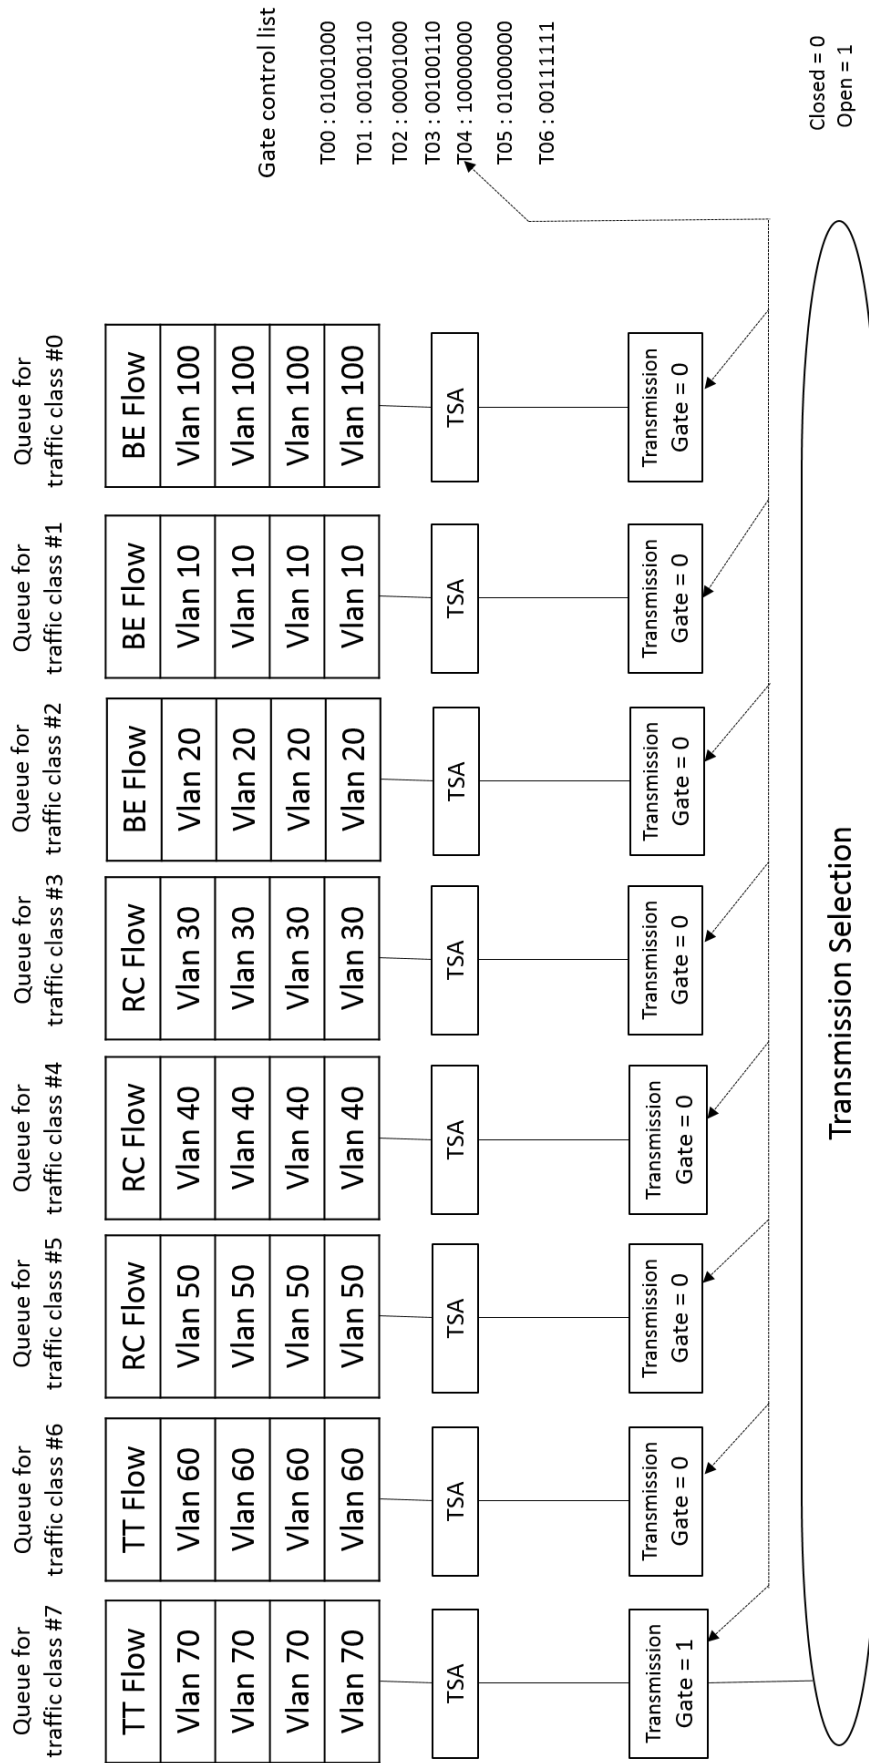 Queue for
traffic class #7
Queue for
traffic class #6
Queue for
traffic class #5
Queue for
traffic class #4
Queue for
traffic class #3
Queue for
traffic class #2
Queue for
traffic class #1
Queue for
traffic class #0
TT Flow
Vlan 70
Vlan 70
Vlan 70
Vlan 70
TT Flow
Vlan 60
Vlan 60
Vlan 60
Vlan 60
RC Flow
Vlan 50
Vlan 50
Vlan 50
Vlan 50
RC Flow
Vlan 40
Vlan 40
Vlan 40
Vlan 40
RC Flow
Vlan 30
Vlan 30
Vlan 30
Vlan 30
BE Flow
Vlan 20
Vlan 20
Vlan 20
Vlan 20
BE Flow
Vlan 10
Vlan 10
Vlan 10
Vlan 10
BE Flow
Vlan 100
Vlan 100
Vlan 100
Vlan 100
TSA
TSA
TSA
TSA
TSA
TSA
TSA
TSA
Transmission
Gate = 1
Transmission
Gate = 0
Transmission
Gate = 0
Transmission
Gate = 0
Transmission
Gate = 0
Transmission
Gate = 0
Transmission
Gate = 0
Transmission
Gate = 0
Transmission Selection
Gate control list
T00 : 01001000
T01 : 00100110
T02 : 00001000
T03 : 00100110
T04 : 10000000
T05 : 01000000
T06 : 00111111
Closed = 0
Open = 1